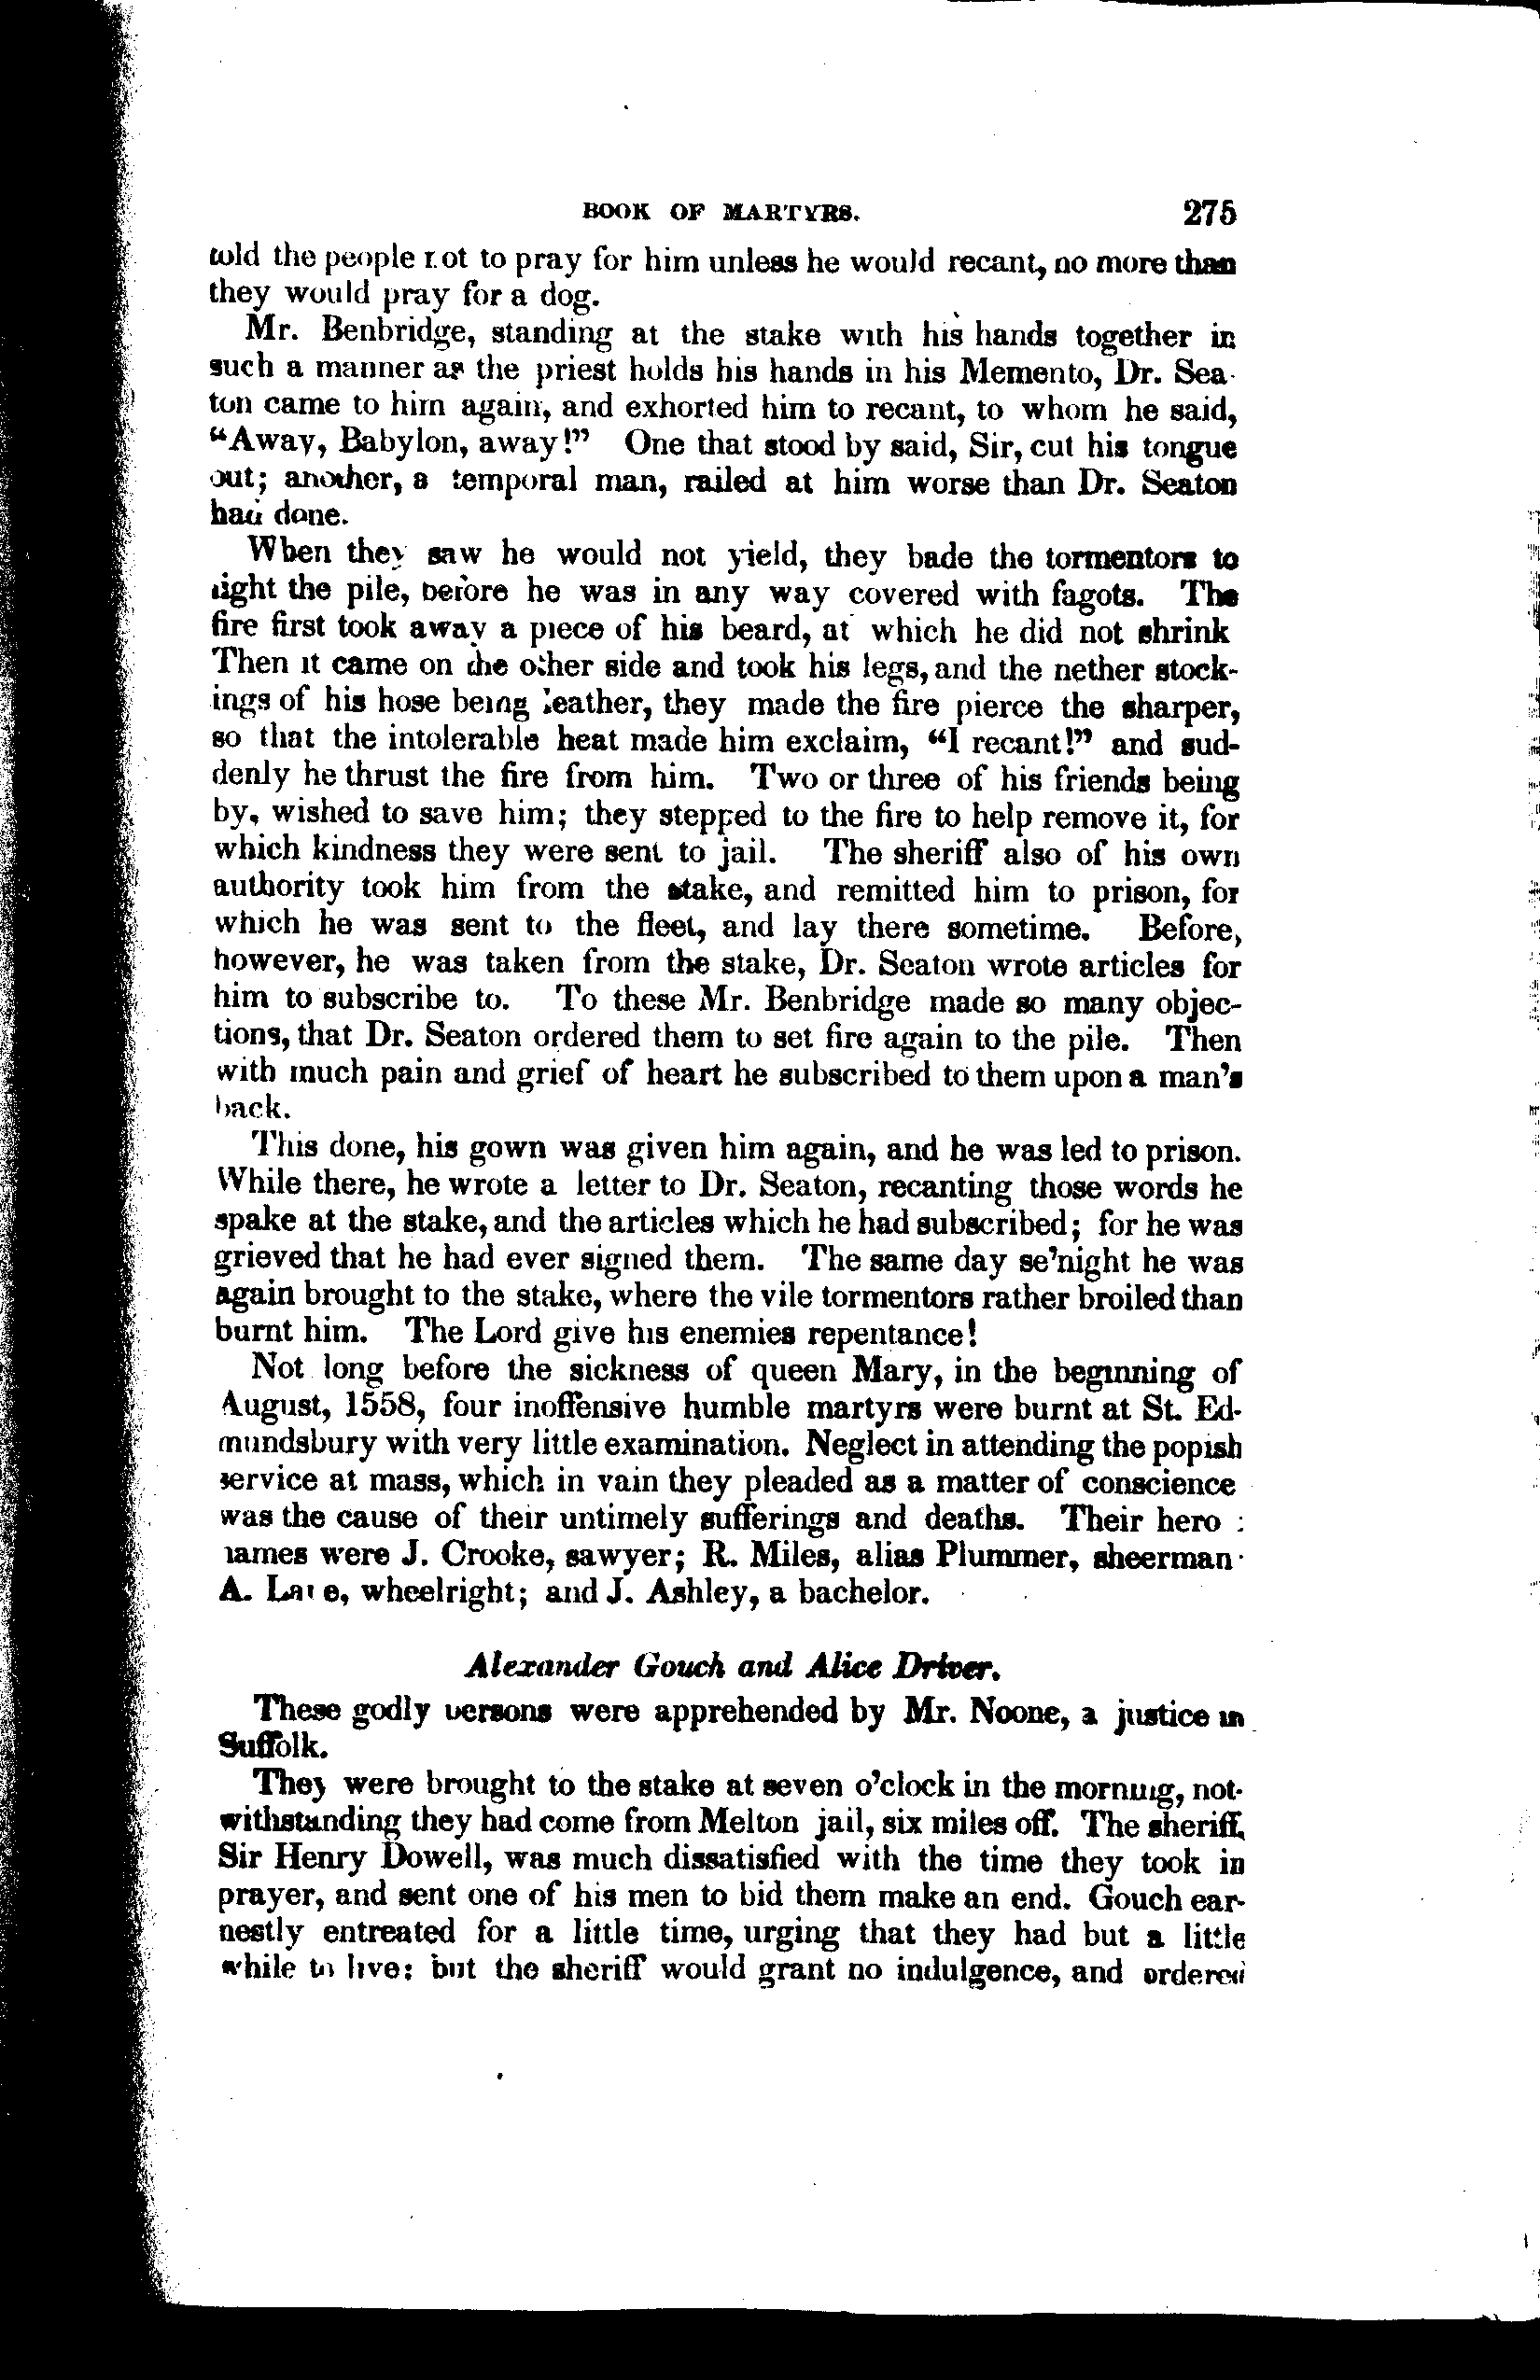 BOOK OF MARTYRS. 275
told the people not to pray for him unless he would recant, no more than
they would pray for a dog.
Mr. Benbridge, standing at the stake with his hands together in
such a manner as the priest holds his hands in his Memento, Dr. Sea-
ton came to him again, and exhorted him to recant, to whom he said,
“Away, Babylon, away!” One that stood by said, Sir, cut his tongue
out; another, a temporal man, railed at him worse than Dr. Seaton
had done.
When they saw he would not yield, they bade the tormentors to
light the pile, before he was in any way covered with fagots. The
fire first took away a piece of his beard, at which he did not shrink
Then it came on the other side and took his legs, and the nether stock-
ings of his hose being leather, they made the fire pierce the sharper,
so that the intolerable heat made him exclaim, “I recant!” and sud-
denly he thrust the fire from him. Two or three of his friends being
by, wished to save him; they stepped to the fire to help remove it, for
which kindness they were sent to jail. The sheriff also of his own
authority took him from the stake, and remitted him to prison, for
which he was sent to the fleet, and lay there sometime. Before,
however, he was taken from the stake, Dr. Seaton wrote articles for
him to subscribe to. To these Mr. Benbridge made so many objec-
tions, that Dr. Seaton ordered them to set fire again to the pile. Then
with much pain and grief of heart he subscribed to them upon a man’s
back.
This done, his gown was given him again, and he was led to prison.
While there, he wrote a letter to Dr. Seaton, recanting those words he
spake at the stake, and the articles which he had subscribed; for he was
grieved that he had ever signed them. The same day se’night he was
again brought to the stake, where the vile tormentors rather broiled than
burnt him. The Lord give his enemies repentance!
Not long before the sickness of queen Mary, in the beginning of
August, 1558, four inoffensive humble martyrs were burnt at St. Ed-
mundsbury with very little examination. Neglect in attending the popish
service at mass, which in vain they pleaded as a matter of conscience
was the cause of their untimely sufferings and deaths. Their hero
names were J. Crooke, sawyer; R. Miles, alias Plummer, sheerman
A. Lane, wheelright; and J. Ashley, a bachelor.
Alexander Gouch and Alice Driver.
These godly persons were apprehended by Mr. Noone, a justice in
Suffolk.
They were brought to the stake at seven o’clock in the morning, not-
withstanding they had come from Melton jail, six miles off. The sheriff,
Sir Henry Dowell, was much dissatisfied with the time they took in
prayer, and sent one of his men to bid them make an end. Gouch ear-
nestly entreated for a little time, urging that they had but a little
while to live: but the sheriff would grant no indulgence, and ordered